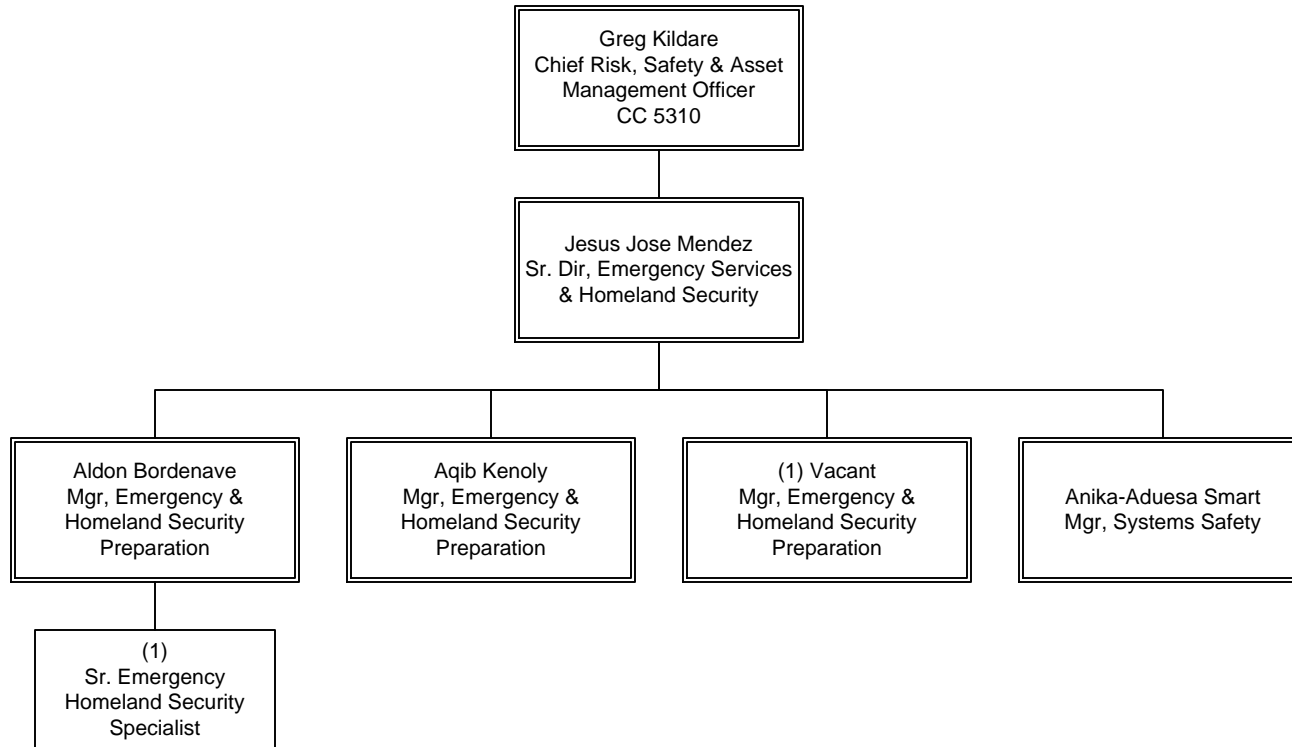 Greg Kildare
Chief Risk, Safety & Asset
Management Officer
CC 5310
Jesus Jose Mendez
Sr. Dir, Emergency Services
& Homeland Security
Aldon Bordenave
Mgr, Emergency &
Homeland Security
Preparation
Aqib Kenoly
Mgr, Emergency &
Homeland Security
Preparation
(1) Vacant
Mgr, Emergency &
Homeland Security
Preparation
Anika-Aduesa Smart
Mgr, Systems Safety
(1)
Sr. Emergency
Homeland Security
Specialist